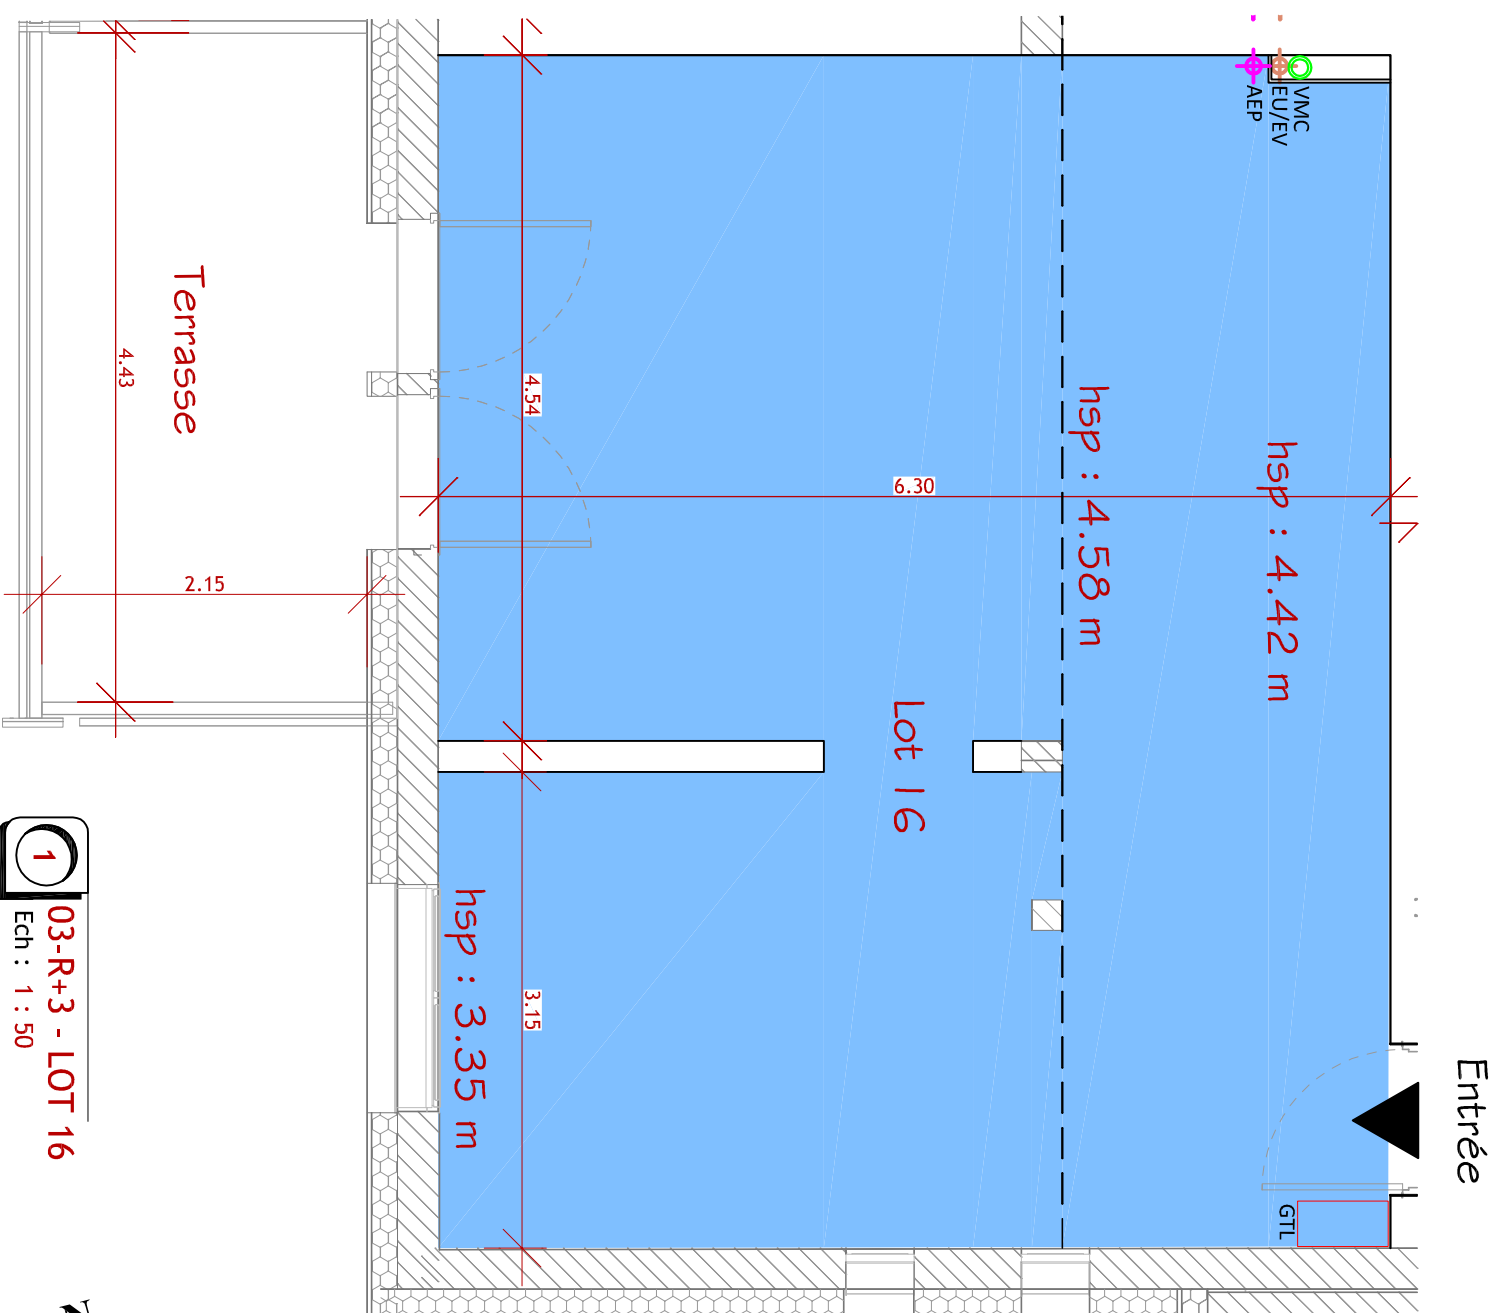 VMC
EU/EV
AEP
Entrée
hsp : 4.42 m
hsp : 4.58 m
6.30
Lot 16
4.54
3.15
hsp : 3.35 m
GTL
2.15
Terrasse
4.43
1
03-R+3 - LOT 16
Ech : 1 : 50